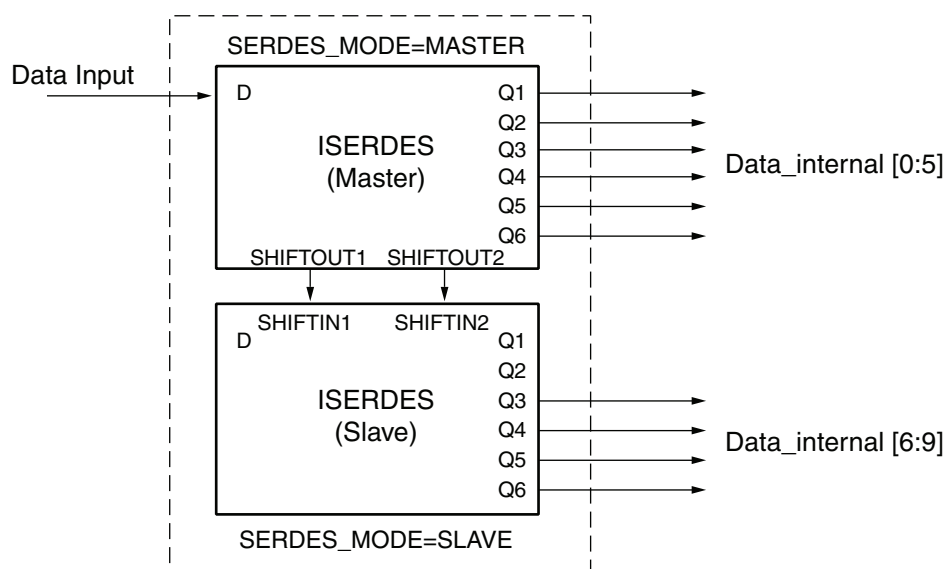 SERDES_MODE=MASTER
Data Input
D
Q1
Q2
ISERDES
(Master)
Q3
Q4
Q5
Q6
Data_internal [0:5]
SHIFTOUT1 SHIFTOUT2
SHIFTIN1 SHIFTIN2
D
Q1
Q2
ISERDES
(Slave)
Q3
Q4
Q5
Q6
Data_internal [6:9]
SERDES_MODE=SLAVE